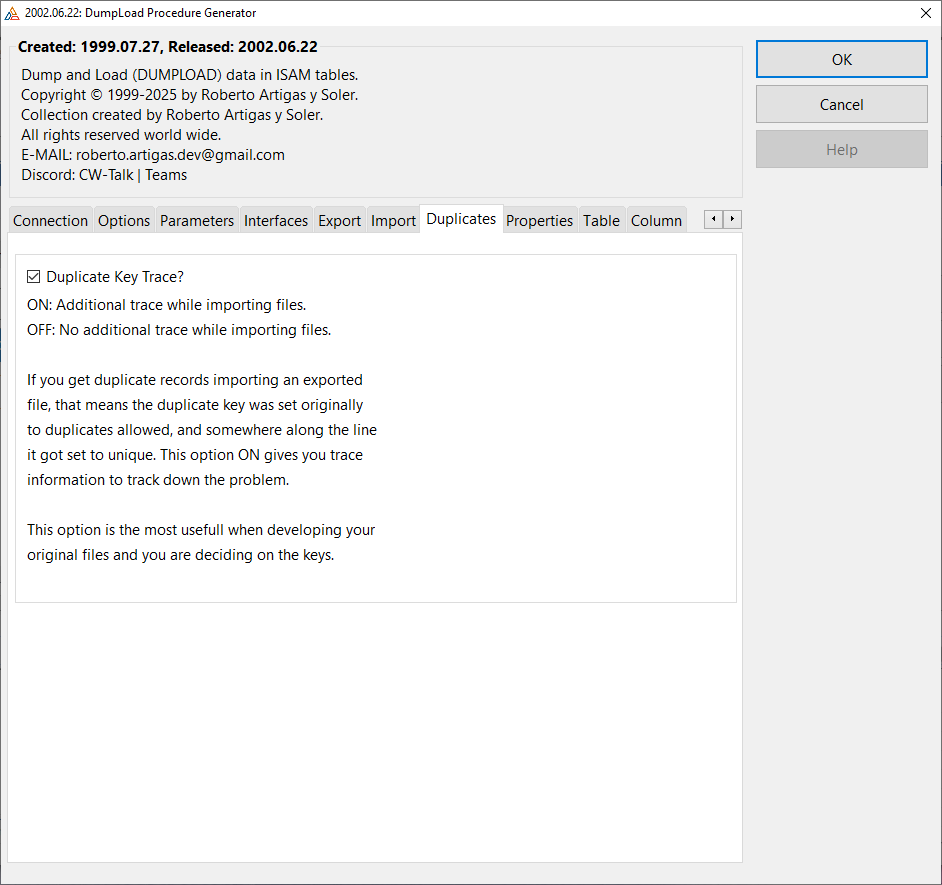 2002.06.22: DumpLoad Procedure Generator
Created: 1999.07.27, Released: 2002.06.22
Dump and Load (DUMPLOAD) data in ISAM tables.
Copyright © 1999-2025 by Roberto Artigas y Soler.
Collection created by Roberto Artigas y Soler.
All rights reserved world wide.
E-MAIL: roberto.artigas.dev@gmail.com
Discord: CW-Talk | Teams
OK
Cancel
Help
Connection Options Parameters Interfaces Export Import Duplicates Properties Table Column
Duplicate Key Trace?
ON: Additional trace while importing files.
OFF: No additional trace while importing files.
If you get duplicate records importing an exported
file, that means the duplicate key was set originally
to duplicates allowed, and somewhere along the line
it got set to unique. This option ON gives you trace
information to track down the problem.
This option is the most usefull when developing your
original files and you are deciding on the keys.